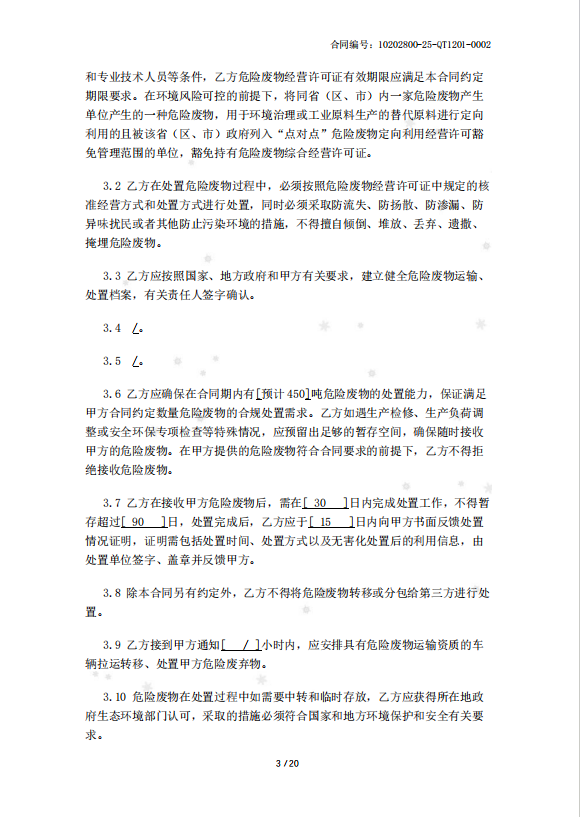 合同编号：10202800-25-QT1201-0002
和专业技术人员等条件，乙方危险废物经营许可证有效期限应满足本合同约定
期限要求。在环境风险可控的前提下，将同省（区、市）内一家危险废物产生
单位产生的一种危险废物，用于环境治理或工业原料生产的替代原料进行定向
利用的且被该省（区、市）政府列入“点对点”危险废物定向利用经营许可豁
免管理范围的单位，豁免持有危险废物综合经营许可证。
3.2 乙方在处置危险废物过程中，必须按照危险废物经营许可证中规定的核
准经营方式和处置方式进行处置，同时必须采取防流失、防扬散、防渗漏、防
异味扰民或者其他防止污染环境的措施，不得擅自倾倒、堆放、丢弃、遗撒、
掩埋危险废物。
3.3 乙方应按照国家、地方政府和甲方有关要求，建立健全危险废物运输、
处置档案，有关责任人签字确认。
3.4 /。
3.5 /。
3.6 乙方应确保在合同期内有[预计 450]吨危险废物的处置能力，保证满足
甲方合同约定数量危险废物的合规处置需求。乙方如遇生产检修、生产负荷调
整或安全环保专项检查等特殊情况，应预留出足够的暂存空间，确保随时接收
甲方的危险废物。在甲方提供的危险废物符合合同要求的前提下，乙方不得拒
绝接收危险废物。
3.7 乙方在接收甲方危险废物后，需在[ 30 ]日内完成处置工作，不得暂
存超过[ 90 ]日，处置完成后，乙方应于[ 15 ]日内向甲方书面反馈处置
情况证明，证明需包括处置时间、处置方式以及无害化处置后的利用信息，由
处置单位签字、盖章并反馈甲方。
3.8 除本合同另有约定外，乙方不得将危险废物转移或分包给第三方进行处
置。
3.9 乙方接到甲方通知[ / ]小时内，应安排具有危险废物运输资质的车
辆拉运转移、处置甲方危险废弃物。
3.10 危险废物在处置过程中如需要中转和临时存放，乙方应获得所在地政
府生态环境部门认可，采取的措施必须符合国家和地方环境保护和安全有关要
求。
3 / 20